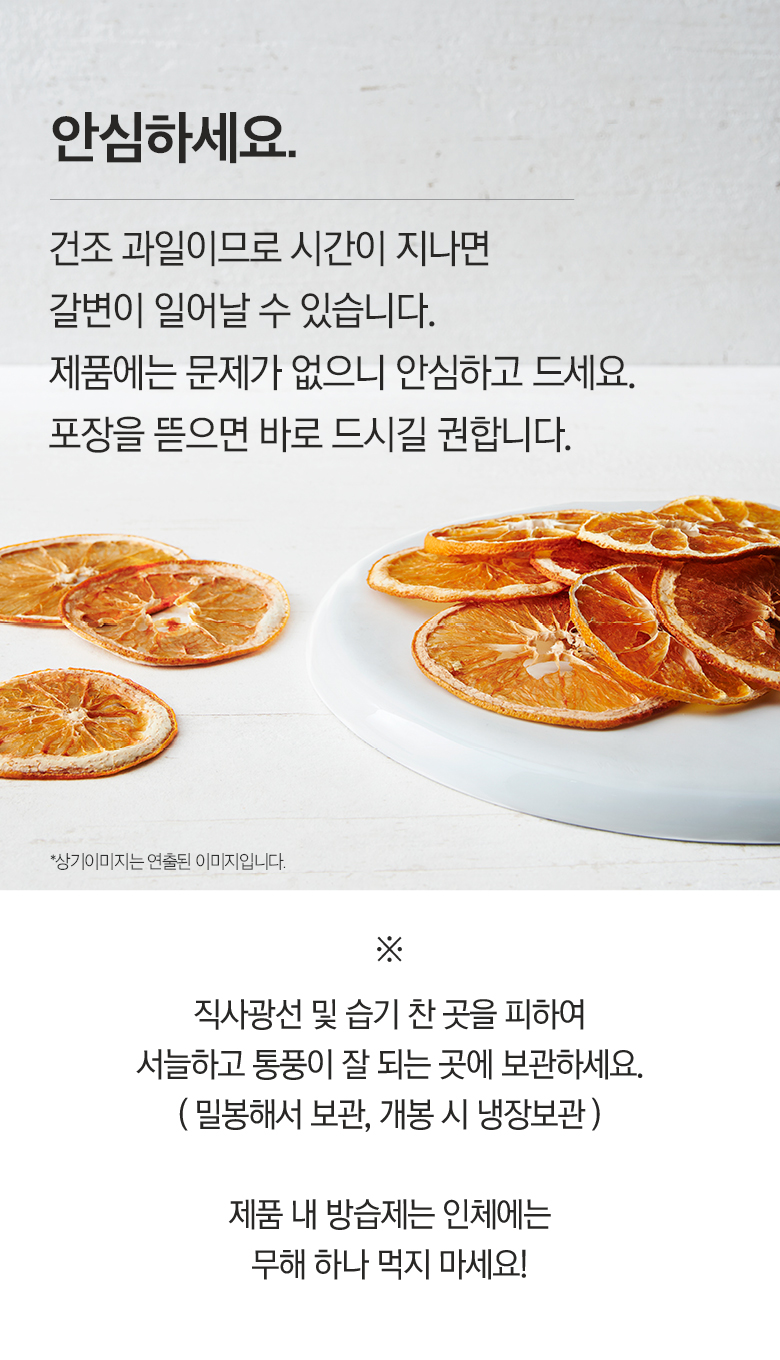 안심하세요.
건조 과일이므로 시간이 지나면
갈변이 일어날 수 있습니다.
제품에는 문제가 없으니 안심하고 드세요.
포장을 뜯으면 바로 드시길 권합니다.
*상기이미지는 연출된 이미지입니다.
※
직사광선 및 습기 찬 곳을 피하여
서늘하고 통풍이 잘 되는 곳에 보관하세요.
( 밀봉해서 보관, 개봉 시 냉장보관 )
제품 내 방습제는 인체에는
무해 하나 먹지 마세요!